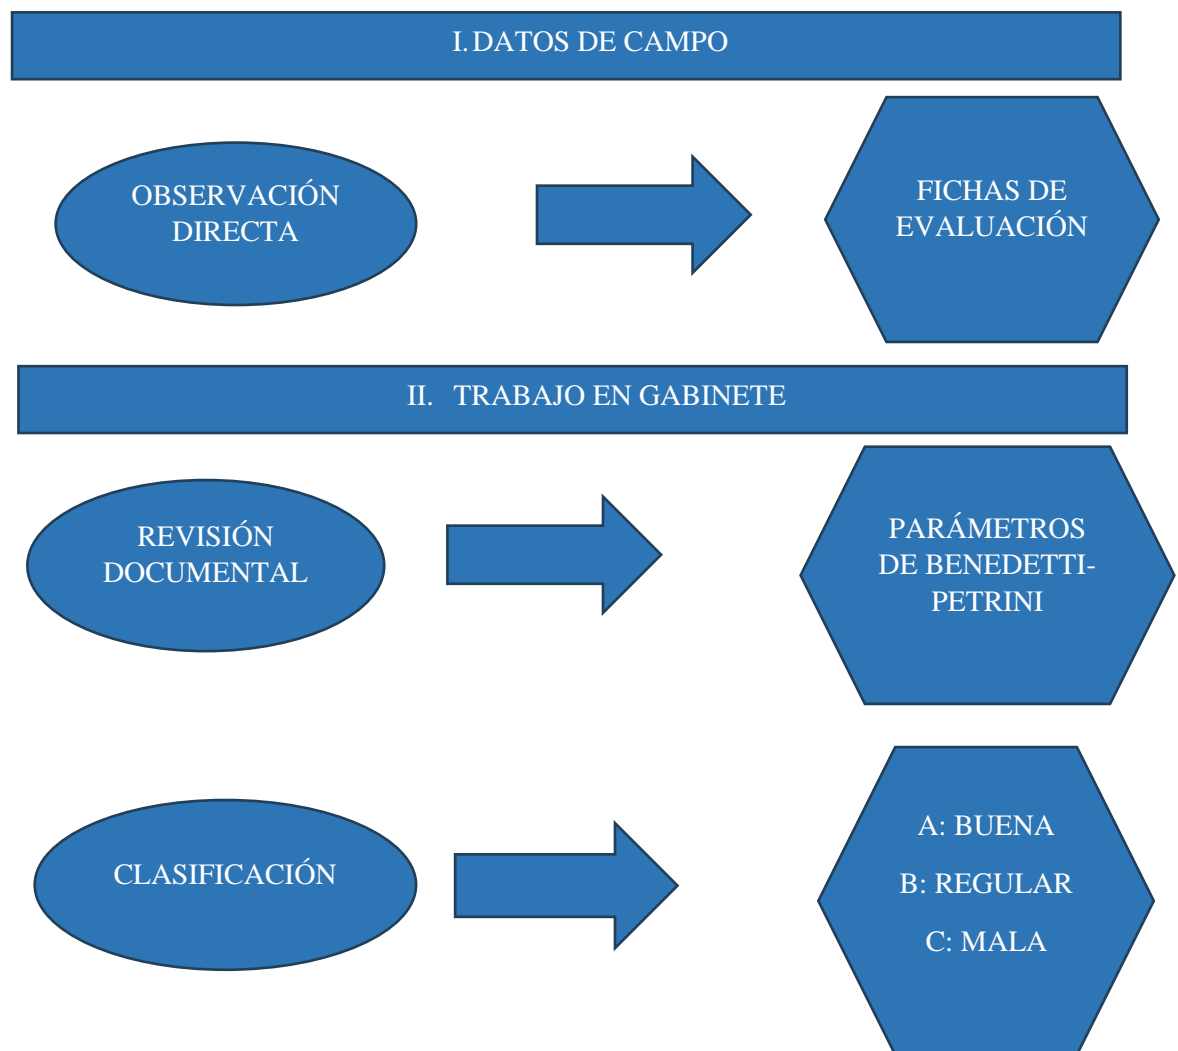 I. DATOS DE CAMPO
OBSERVACIÓN
DIRECTA
FICHAS DE
EVALUACIÓN
II. TRABAJO EN GABINETE
REVISIÓN
DOCUMENTAL
PARÁMETROS
DE BENEDETTI-
PETRINI
CLASIFICACIÓN
A: BUENA
B: REGULAR
C: MALA